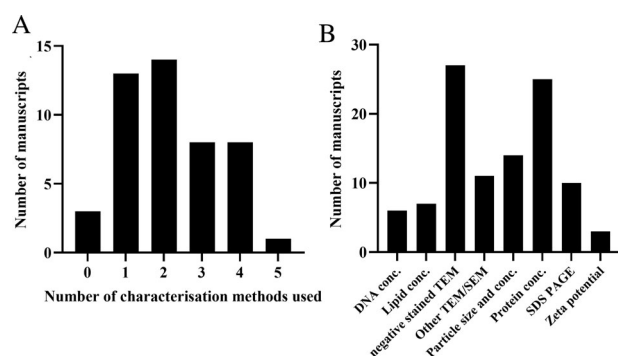 A
15
10
5
0
Number of manuscripts
0 1 2 3 4 5
Number of characterisation methods used
B
30
20
10
0
Number of manuscripts
DNA conc.
Lipid conc.
negative stained TEM
Other TEM/SEM
Particle size and conc.
Protein conc.
SDS PAGE
Zeta potential